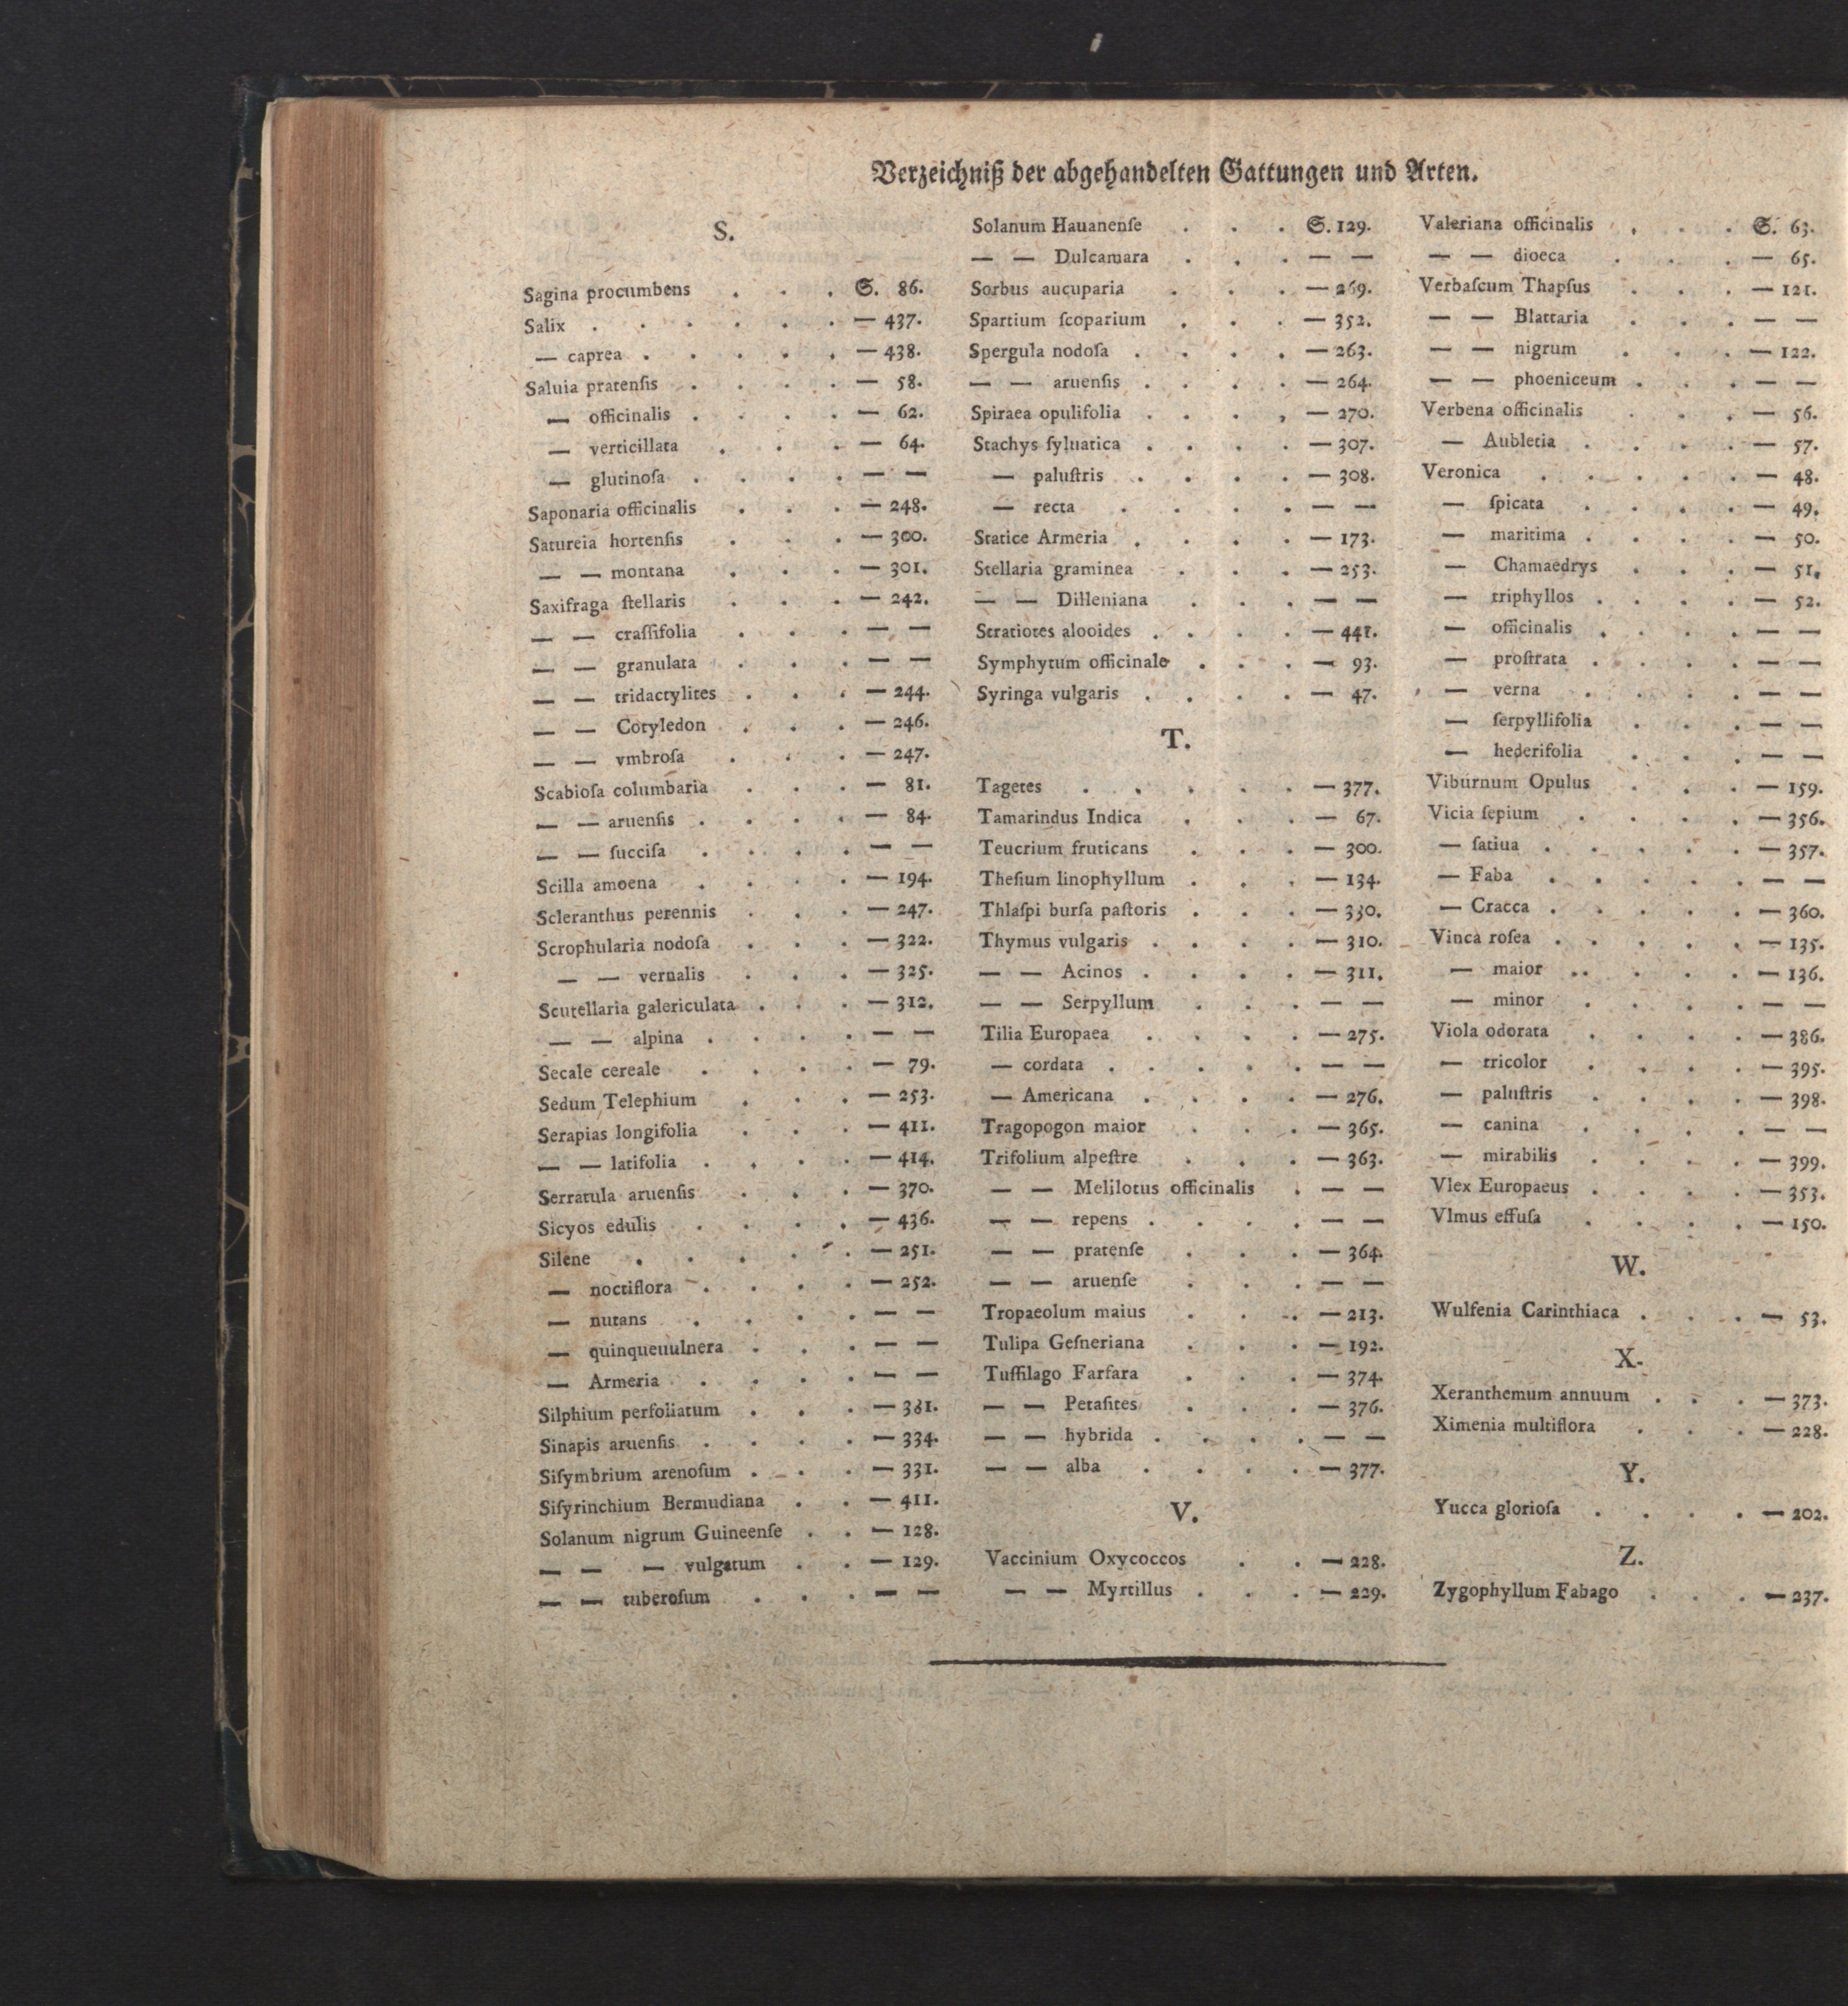 Verzeichniß der abgehandelten Gattungen und Arten.
S.
Sagina procumbens . . . S. 86.
Salix . . . . . . — 437.
— caprea . . . . . — 438.
Saluia pratenſis . . . . — 58.
— officinalis . . . . — 62.
— verticillata . . . — 64.
— glutinoſa . . . . — —
Saponaria officinalis . . . — 248.
Satureia hortenſis . . . — 300.
— — montana . . . — 301.
Saxifraga ſtellaris . . . — 242.
— — craſſifolia . . . — —
— — granulata . . . — —
— — tridactylites . . . — 244.
— — Cotyledon . . . — 246.
— — vmbroſa . . . — 247.
Scabioſa columbaria . . . — 81.
— — aruenſis . . . . — 84.
— — ſucciſa . . . . — —
Scilla amoena . . . . — 194.
Scleranthus perennis . . . — 247.
Scrophularia nodoſa . . . — 322.
— — vernalis . . . — 325.
Scutellaria galericulata . . . — 312.
— — alpina . . . . — —
Secale cereale . . . . — 79.
Sedum Telephium . . . — 253.
Serapias longifolia . . . — 411.
— — latifolia . . . . — 414.
Serratula aruenſis . . . — 370.
Sicyos edulis . . . . — 436.
Silene . . . . . — 251.
— noctiflora . . . . — 252.
— nutans . . . . — —
— quinqueuulnera . . . — —
— Armeria . . . . — —
Silphium perfoliatum . . . — 381.
Sinapis aruenſis . . . . — 334.
Siſymbrium arenoſum . . . — 331.
Siſyrinchium Bermudiana . . — 411.
Solanum nigrum Guineenſe . . — 128.
— — — vulgatum . . — 129.
— — tuberoſum . . . — —
Solanum Hauanenſe . . . S. 129.
— — Dulcamara . . . — —
Sorbus aucuparia . . . — 269.
Spartium ſcoparium . . . — 352.
Spergula nodoſa . . . . — 263.
— — aruenſis . . . . — 264.
Spiraea opulifolia . . . , — 270.
Stachys ſyluatica . . . . — 307.
— paluſtris . . . . — 308.
— recta . . . . — —
Statice Armeria . . . . — 173.
Stellaria graminea . . . — 253.
— — Dilleniana . . . — —
Stratiotes alooides . . . . — 441.
Symphytum officinale . . . — 93.
Syringa vulgaris . . . . — 47.
T.
Tagetes . . . . . — 377.
Tamarindus Indica . . . — 67.
Teucrium fruticans . . . — 300.
Theſium linophyllum . . . — 134.
Thlaſpi burſa paſtoris . . . — 330.
Thymus vulgaris . . . . — 310.
— — Acinos . . . . — 311.
— — Serpyllum . . . — —
Tilia Europaea . . . . — 275.
— cordata . . . . . — —
— Americana . . . . — 276.
Tragopogon maior . . . — 365.
Trifolium alpeſtre . . . — 363.
— — Melilotus officinalis . — —
— — repens . . . . — —
— — pratenſe . . . — 364.
— — aruenſe . . . — —
Tropaeolum maius . . . — 213.
Tulipa Geſneriana . . . — 192.
Tuſſilago Farfara . . . — 374.
— — Petaſites . . . — 376.
— — hybrida . . . . — —
— — alba . . . . — 377.
V.
Vaccinium Oxycoccos . . — 228.
— — Myrtillus . . . — 229.
Valeriana officinalis . . . S. 63.
— — dioeca . . . — 65.
Verbaſcum Thapſus . . . — 121.
— — Blattaria . . . — —
— — nigrum . . . — 122.
— — phoeniceum . . . — —
Verbena officinalis . . . — 56.
— Aubletia . . . . — 57.
Veronica . . . . . — 48.
— ſpicata . . . . — 49.
— maritima . . . . — 50.
— Chamaedrys . . . — 51.
— triphyllos . . . . — 52.
— officinalis . . . . — —
— proſtrata . . . . — —
— verna . . . . — —
— ſerpyllifolia . . . — —
— hederifolia . . . — —
Viburnum Opulus . . . — 159.
Vicia ſepium . . . . — 356.
— ſatiua . . . . . — 357.
— Faba . . . . . — —
— Cracca . . . . . — 360.
Vinca roſea . . . . . — 135.
— maior . . . . — 136.
— minor . . . . — —
Viola odorata . . . . — 386.
— tricolor . . . . — 395.
— paluſtris . . . . — 398.
— canina . . . . — —
— mirabilis . . . . — 399.
Vlex Europaeus . . . . — 353.
Vlmus effuſa . . . . — 150.
W.
Wulfenia Carinthiaca . . . — 53.
X.
Xeranthemum annuum . . . — 373.
Ximenia multiflora . . . — 228.
Y.
Yucca glorioſa . . . . — 202.
Z.
Zygophyllum Fabago . . . — 237.